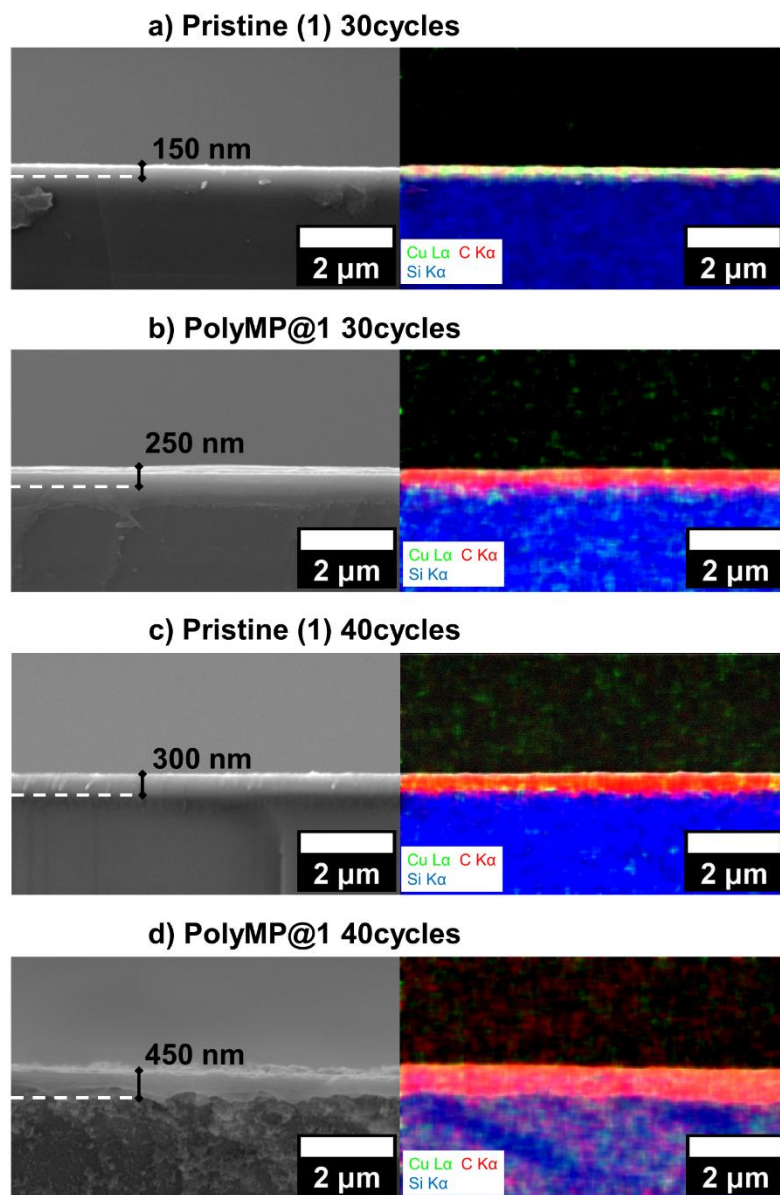 a) Pristine (1) 30cycles
150 nm
2 µm
Cu Lα C Kα
Si Kα
2 µm
b) PolyMP@1 30cycles
250 nm
2 µm
Cu Lα C Kα
Si Kα
2 µm
c) Pristine (1) 40cycles
300 nm
2 µm
Cu Lα C Kα
Si Kα
2 µm
d) PolyMP@1 40cycles
450 nm
2 µm
Cu Lα C Kα
Si Kα
2 µm